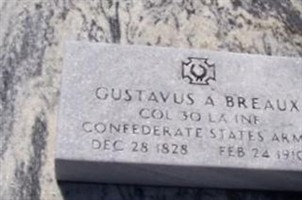 GUSTAVUS A BREAUX
COL 30 LA INF
CONFEDERATE STATES ARM
DEC 28 1828 FEB 24 191